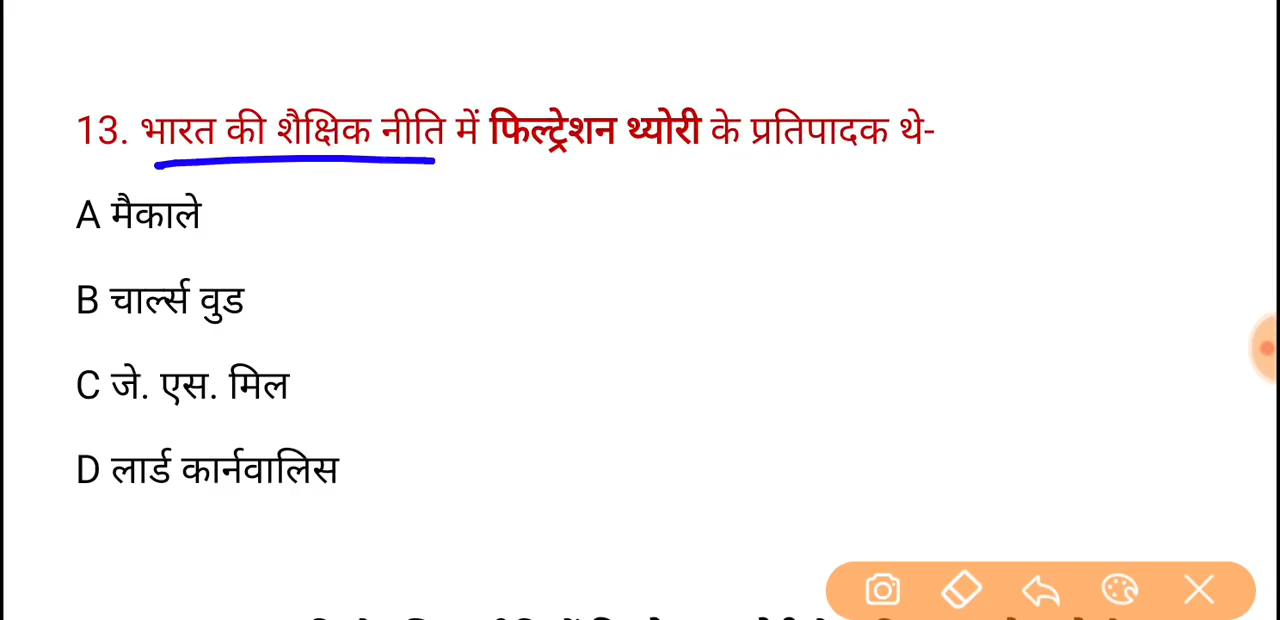 13. भारत की शैक्षिक नीति में फिल्ट्रेशन थ्योरी के प्रतिपादक थे-
A मैकाले
B चार्ल्स वुड
C जे. एस. मिल
D लार्ड कार्नवालिस